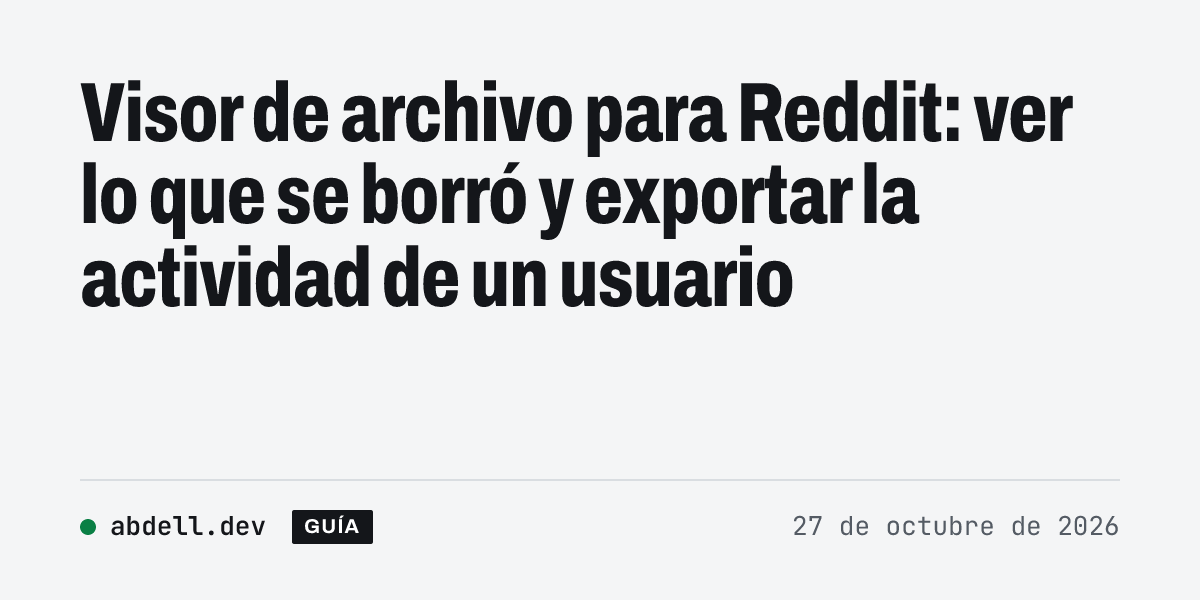 Visor de archivo para Reddit: ver
lo que se borró y exportar la
actividad de un usuario
abdell.dev
GUÍA
27 de octubre de 2026